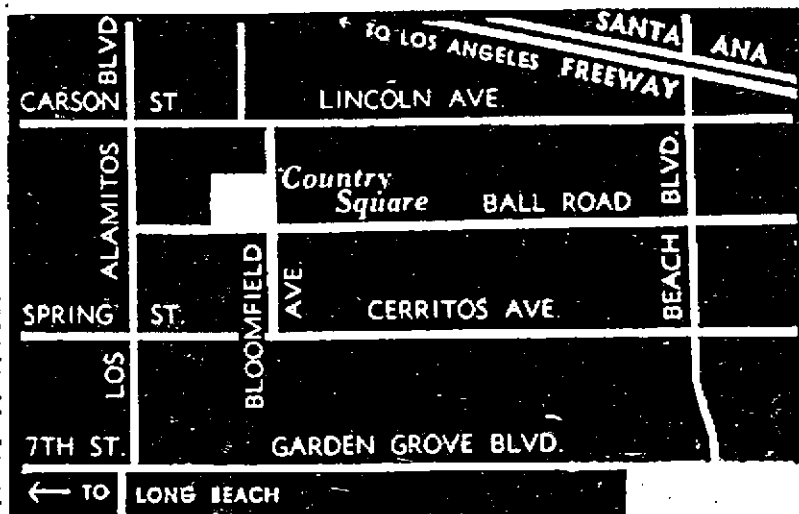 SANTA ANA
← TO LOS ANGELES FREEWAY
CARSON ST. LINCOLN AVE.
LOS ALAMITOS BLVD
Country
Square
BALL ROAD
BEACH BLVD.
BLOOMFIELD AVE.
SPRING ST. CERRITOS AVE.
7TH ST. GARDEN GROVE BLVD.
← TO LONG BEACH